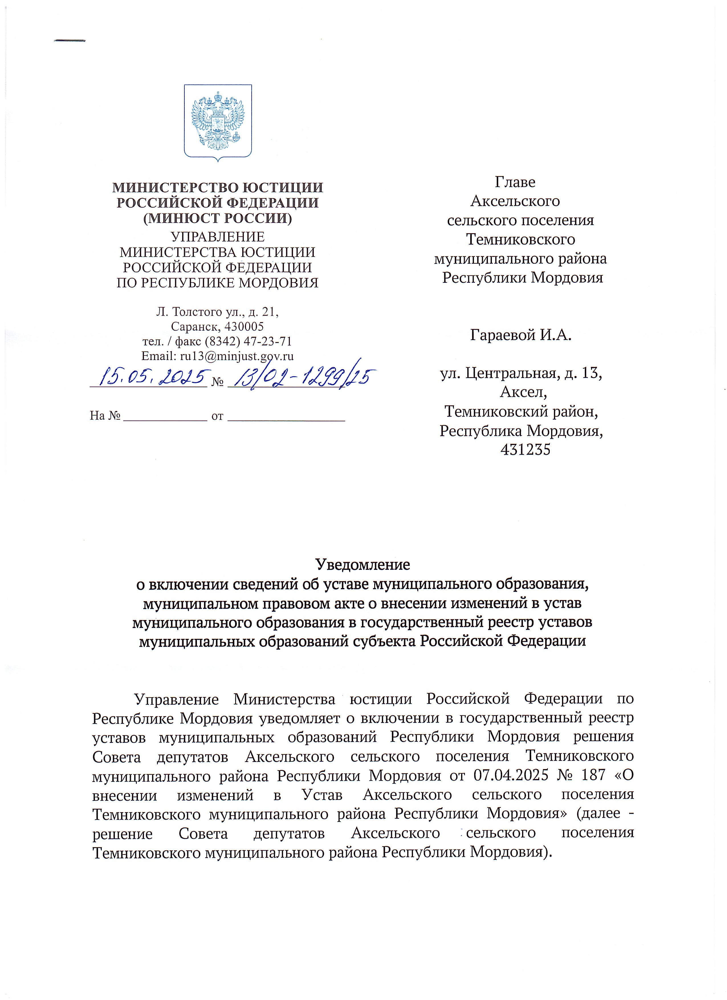 МИНИСТЕРСТВО ЮСТИЦИИ
РОССИЙСКОЙ ФЕДЕРАЦИИ
(МИНЮСТ РОССИИ)
УПРАВЛЕНИЕ
МИНИСТЕРСТВА ЮСТИЦИИ
РОССИЙСКОЙ ФЕДЕРАЦИИ
ПО РЕСПУБЛИКЕ МОРДОВИЯ
Л. Толстого ул., д. 21,
Саранск, 430005
тел. / факс (8342) 47-23-71
Email: ru13@minjust.gov.ru
15.05.2025 № 13/02-1299/25
На № от
Главе
Аксельского
сельского поселения
Темниковского
муниципального района
Республики Мордовия
Гараевой И.А.
ул. Центральная, д. 13,
Аксел,
Темниковский район,
Республика Мордовия,
431235
Уведомление
о включении сведений об уставе муниципального образования,
муниципальном правовом акте о внесении изменений в устав
муниципального образования в государственный реестр уставов
муниципальных образований субъекта Российской Федерации
Управление Министерства юстиции Российской Федерации по
Республике Мордовия уведомляет о включении в государственный реестр
уставов муниципальных образований Республики Мордовия решения
Совета депутатов Аксельского сельского поселения Темниковского
муниципального района Республики Мордовия от 07.04.2025 № 187 «О
внесении изменений в Устав Аксельского сельского поселения
Темниковского муниципального района Республики Мордовия» (далее -
решение Совета депутатов Аксельского сельского поселения
Темниковского муниципального района Республики Мордовия).